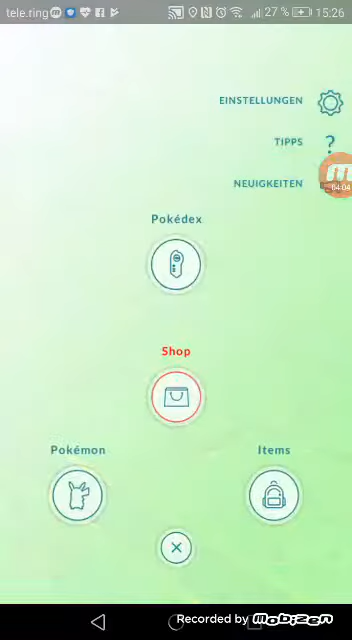 tele.ring 27 % 15:26
EINSTELLUNGEN
TIPPS ?
NEUIGKEITEN
04:04
Pokédex
Shop
Pokémon
Items
Recorded by mobizen